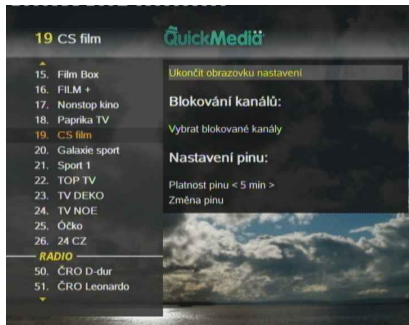 19 CS film
QuickMedia
15. Film Box
16. FILM +
17. Nonstop kino
18. Paprika TV
19. CS film
20. Galaxie sport
21. Sport 1
22. TOP TV
23. TV DEKO
24. TV NOE
25. Óčko
26. 24 CZ
RADIO
50. ČRO D-dur
51. ČRO Leonardo
Ukončit obrazovku nastavení
Blokování kanálů:
Vybrat blokované kanály
Nastavení pinu:
Platnost pinu < 5 min >
Změna pinu